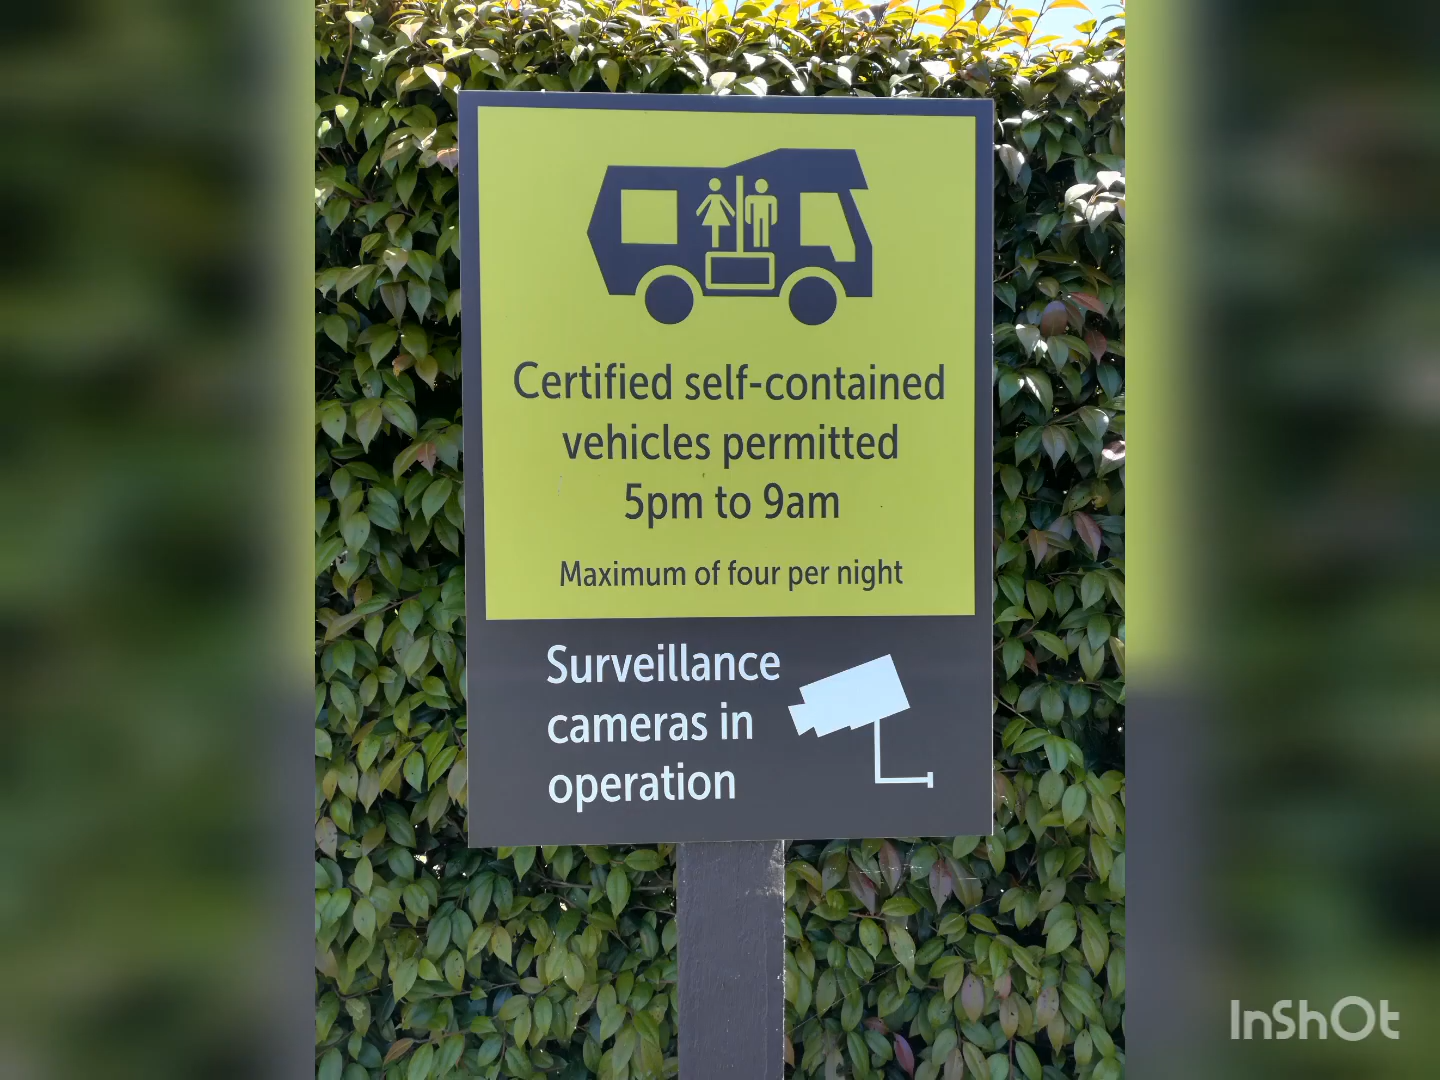 Certified self-contained
vehicles permitted
5pm to 9am
Maximum of four per night
Surveillance
cameras in
operation
InShOt